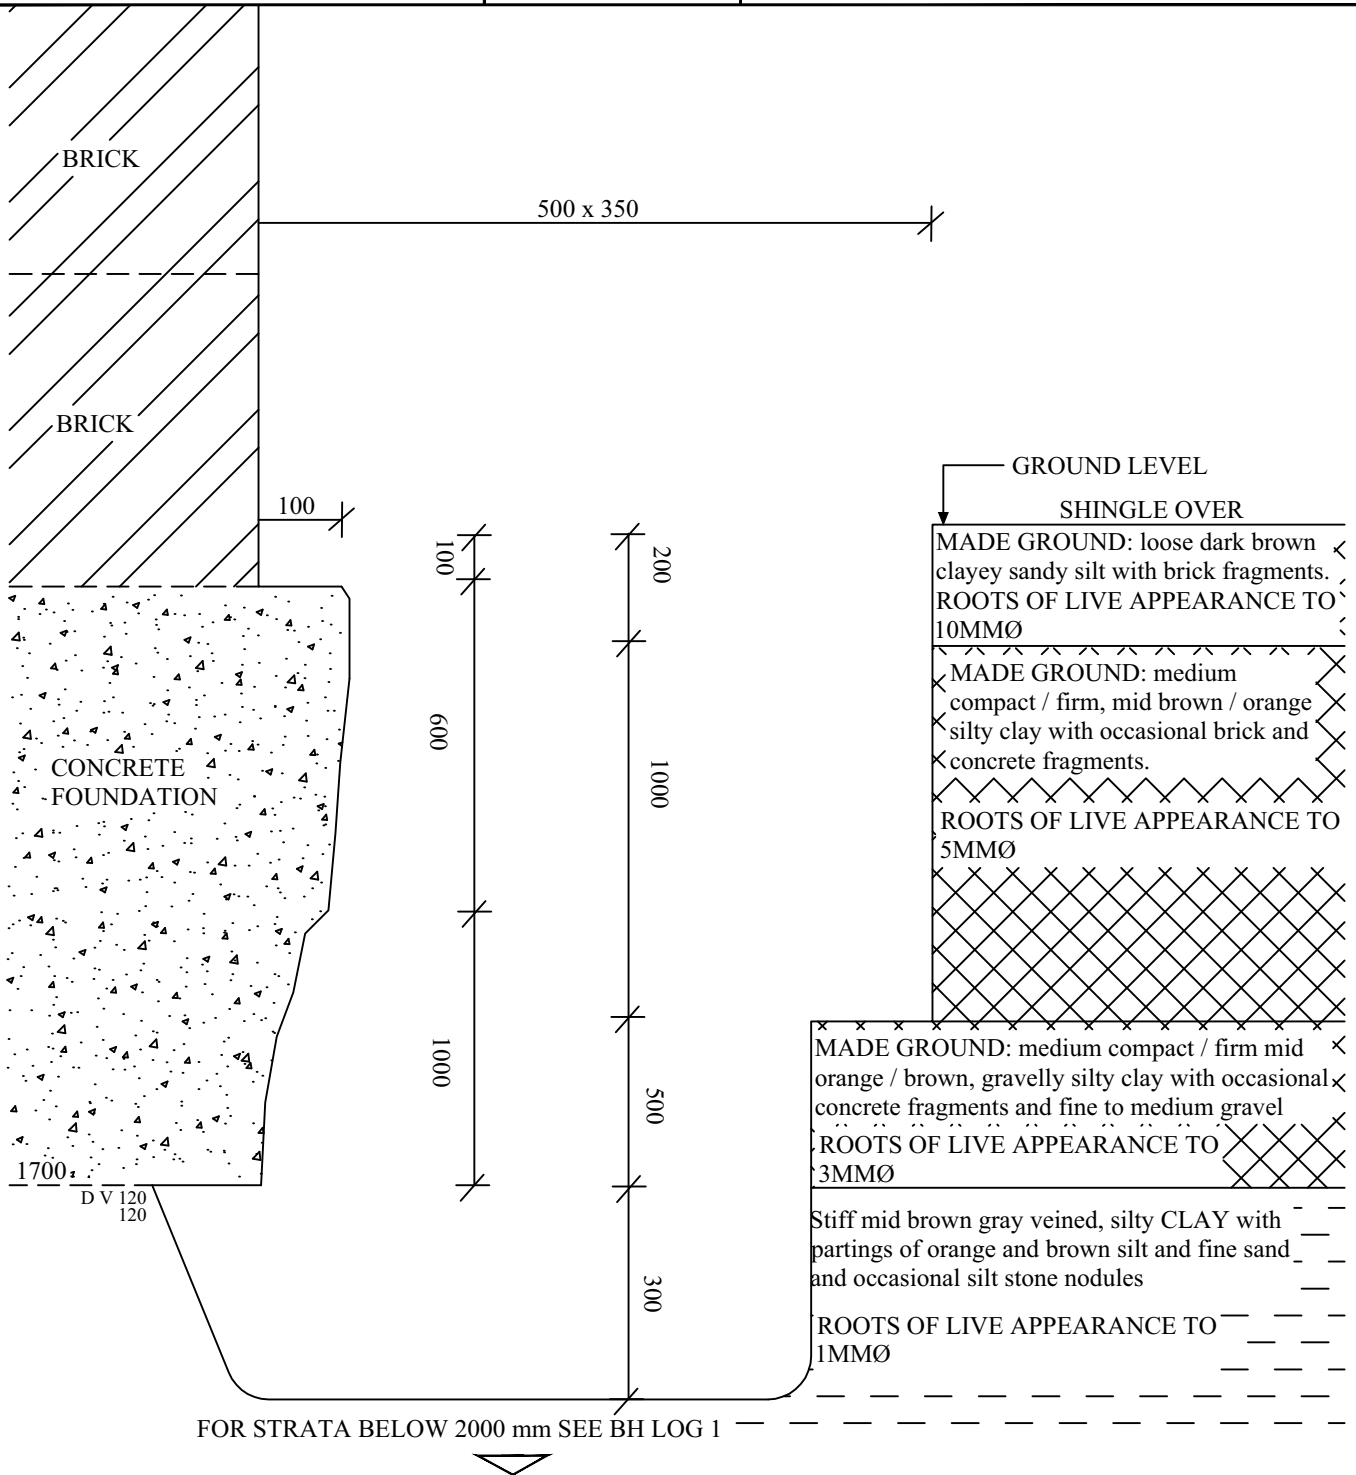 BRICK
500 x 350
BRICK
GROUND LEVEL
100
SHINGLE OVER
100
200
MADE GROUND: loose dark brown
clayey sandy silt with brick fragments.
ROOTS OF LIVE APPEARANCE TO
10MMØ
MADE GROUND: medium
compact / firm, mid brown / orange
silty clay with occasional brick and
concrete fragments.
600
1000
CONCRETE
FOUNDATION
ROOTS OF LIVE APPEARANCE TO
5MMØ
1000
500
MADE GROUND: medium compact / firm mid
orange / brown, gravelly silty clay with occasional
concrete fragments and fine to medium gravel
ROOTS OF LIVE APPEARANCE TO
3MMØ
1700
D V 120
120
300
Stiff mid brown gray veined, silty CLAY with
partings of orange and brown silt and fine sand
and occasional silt stone nodules
ROOTS OF LIVE APPEARANCE TO
1MMØ
FOR STRATA BELOW 2000 mm SEE BH LOG 1